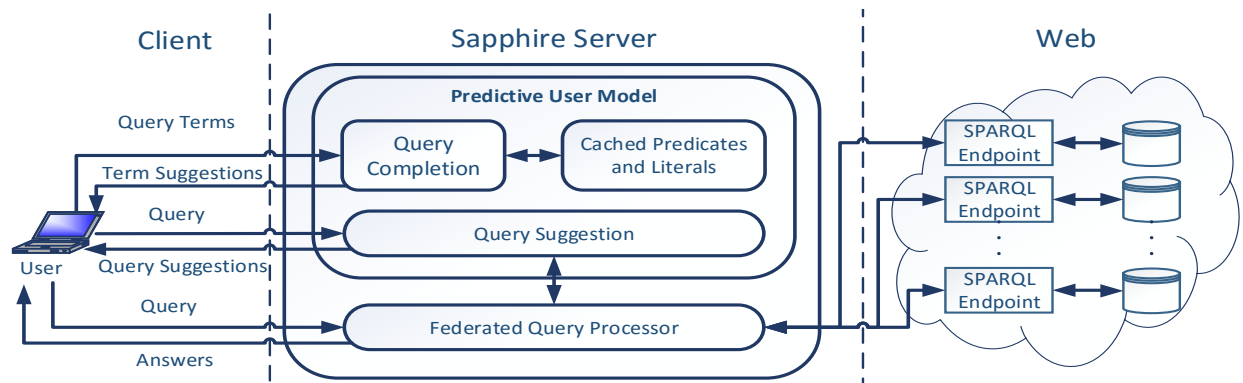 Client
Sapphire Server
Web
Predictive User Model
Query Terms
Query
Completion
Cached Predicates
and Literals
Term Suggestions
Query
Query Suggestion
Query Suggestions
User
Query
Federated Query Processor
Answers
SPARQL
Endpoint
SPARQL
Endpoint
SPARQL
Endpoint